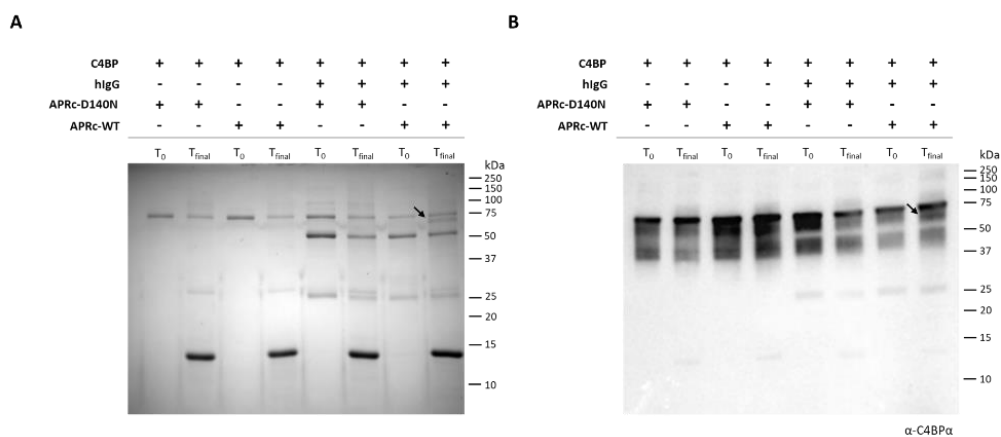 A
C4BP + + + + + + + +
hIgG - - - - + + + +
APRc-D140N + + - - + + - -
APRc-WT - - + + - - + +
T0 Tfinal T0 Tfinal T0 Tfinal T0 Tfinal
kDa
250
150
100
75
50
37
25
20
15
10
B
C4BP + + + + + + + +
hIgG - - - - + + + +
APRc-D140N + + - - + + - -
APRc-WT - - + + - - + +
T0 Tfinal T0 Tfinal T0 Tfinal T0 Tfinal
kDa
250
150
100
75
50
37
25
20
15
10
α-C4BPα